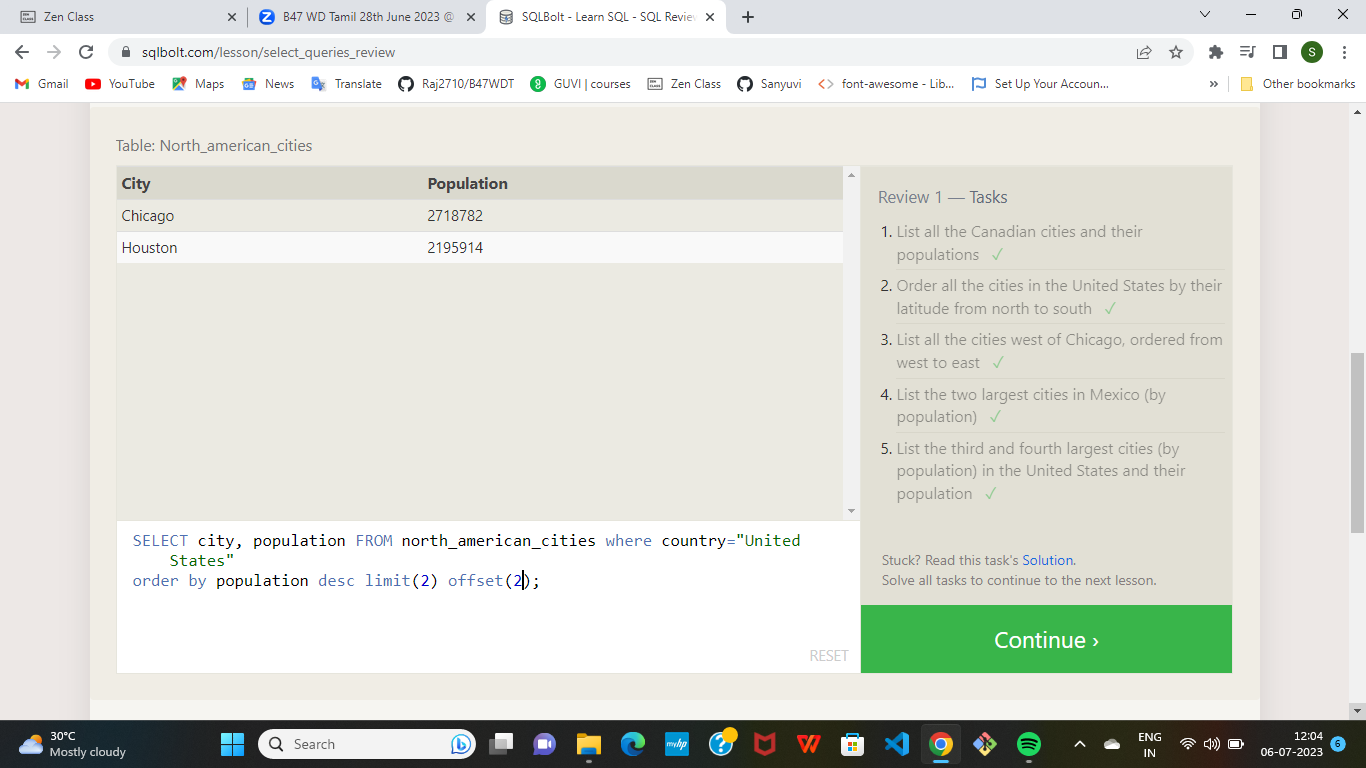 Zen Class
B47 WD Tamil 28th June 2023 @
SQLBolt - Learn SQL - SQL Review
sqlbolt.com/lesson/select_queries_review
S
Gmail
YouTube
Maps
News
Translate
Raj2710/B47WDT
GUVI | courses
Zen Class
Sanyuvi
font-awesome - Lib...
Set Up Your Accoun...
»
Other bookmarks
Table: North_american_cities
City Population
Chicago 2718782
Houston 2195914
Review 1 — Tasks
1. List all the Canadian cities and their
populations ✓
2. Order all the cities in the United States by their
latitude from north to south ✓
3. List all the cities west of Chicago, ordered from
west to east ✓
4. List the two largest cities in Mexico (by
population) ✓
5. List the third and fourth largest cities (by
population) in the United States and their
population ✓
Stuck? Read this task's Solution.
Solve all tasks to continue to the next lesson.
Continue ›
SELECT city, population FROM north_american_cities where country="United
States"
order by population desc limit(2) offset(2);
RESET
30°C
Mostly cloudy
Search
ENG
IN
12:04
06-07-2023
6